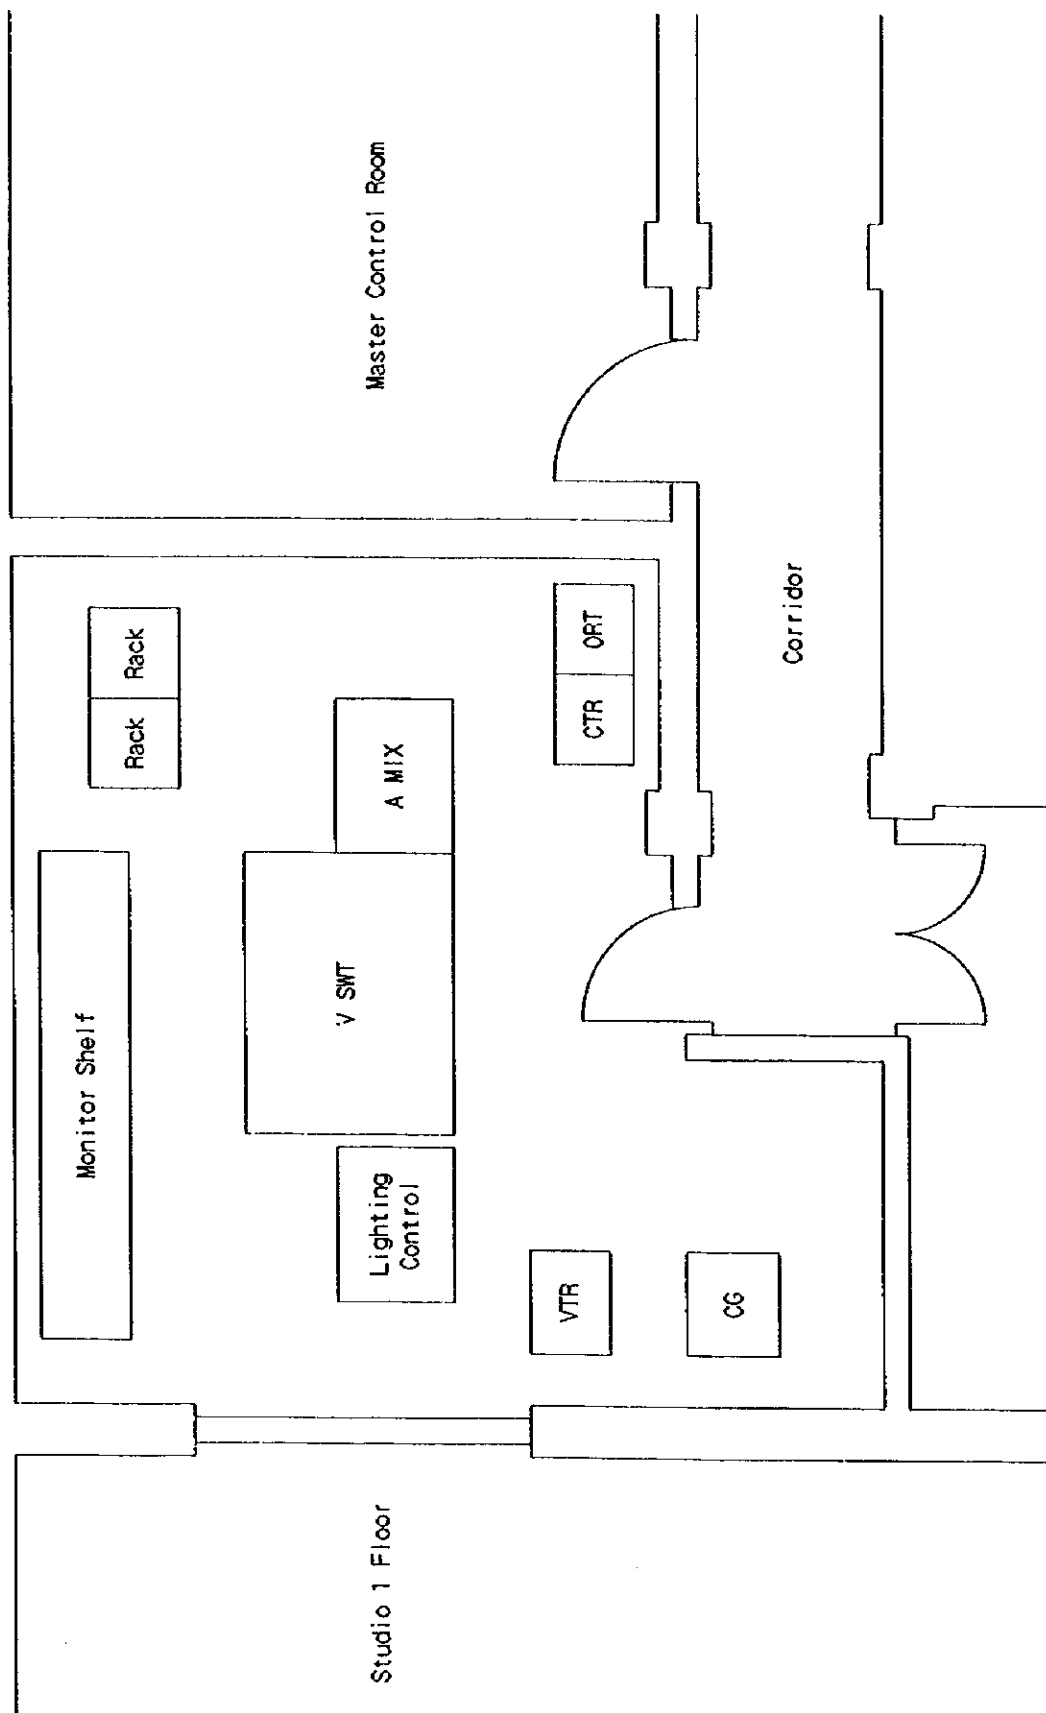 Monitor Shelf
Rack
Rack
V SWT
A MIX
Lighting
Control
VTR
CG
CTR
ORT
Studio 1 Floor
Master Control Room
Corridor